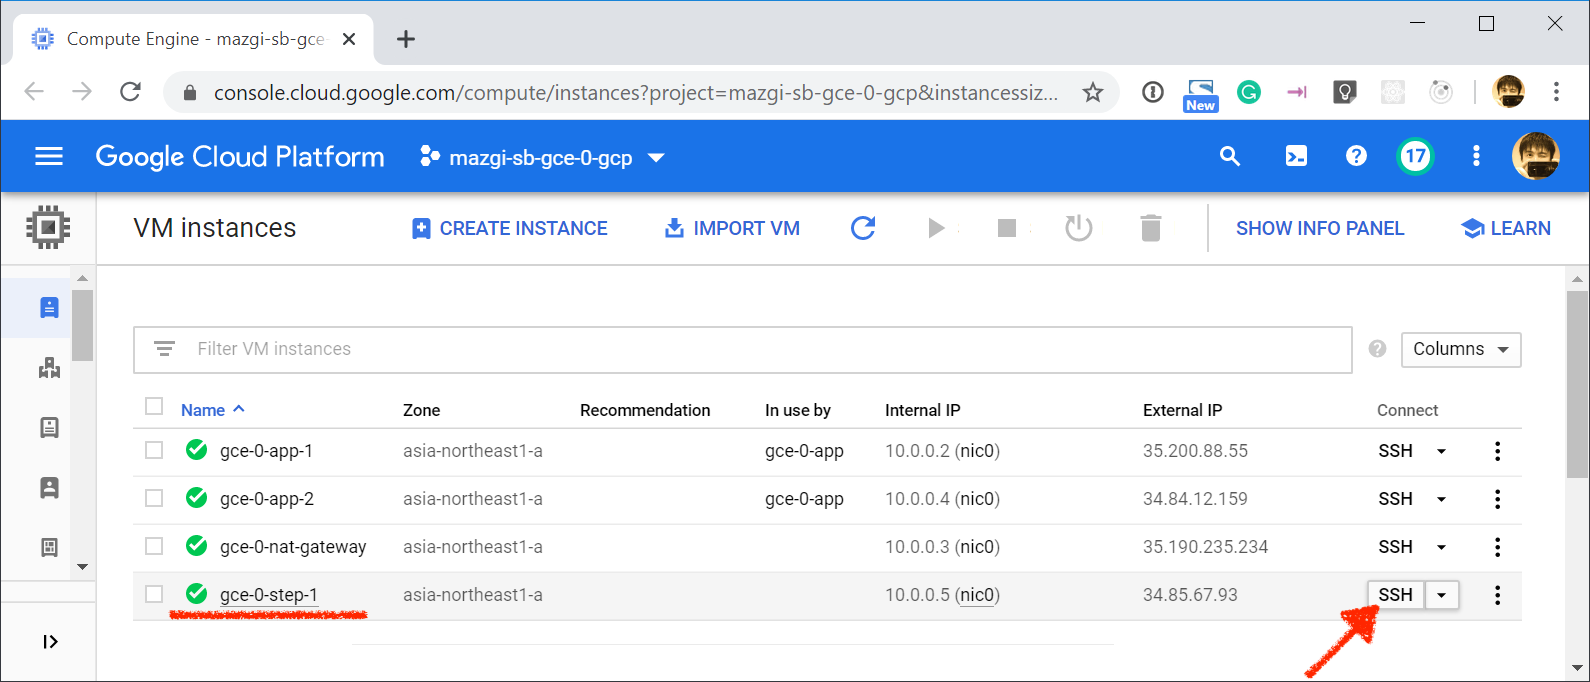 Compute Engine - mazgi-sb-gce-
console.cloud.google.com/compute/instances?project=mazgi-sb-gce-0-gcp&instancessiz...
New
Google Cloud Platform
mazgi-sb-gce-0-gcp
17
VM instances
CREATE INSTANCE
IMPORT VM
SHOW INFO PANEL
LEARN
Filter VM instances
Columns
Name Zone Recommendation In use by Internal IP External IP Connect
gce-0-app-1 asia-northeast1-a gce-0-app 10.0.0.2 (nic0) 35.200.88.55 SSH
gce-0-app-2 asia-northeast1-a gce-0-app 10.0.0.4 (nic0) 34.84.12.159 SSH
gce-0-nat-gateway asia-northeast1-a 10.0.0.3 (nic0) 35.190.235.234 SSH
gce-0-step-1 asia-northeast1-a 10.0.0.5 (nic0) 34.85.67.93 SSH